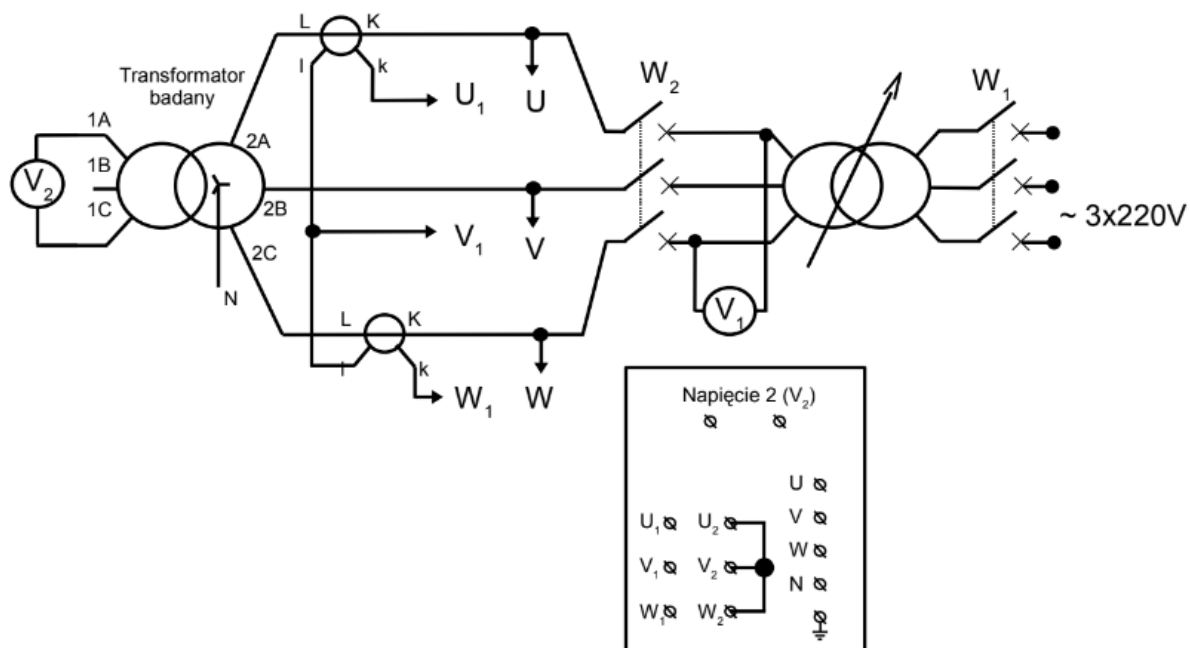 L K
Transformator
badany
l k
U₁ U
W₂ W₁
1A
1B
1C
V₂
2A
2B
2C
N
V₁ V
~ 3x220V
V₁
L K
l k
W₁ W
Napięcie 2 (V₂)
U
V
U₁ U₂
W
V₁ V₂
N
W₁ W₂